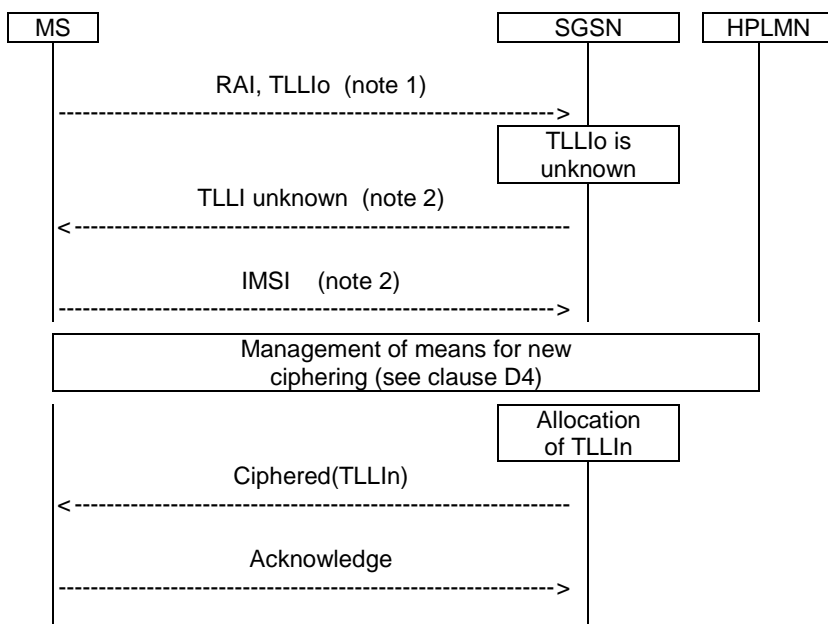 MS SGSN HPLMN
RAI, TLLIo (note 1)
TLLIo is
unknown
TLLI unknown (note 2)
IMSI (note 2)
Management of means for new
ciphering (see clause D4)
Allocation
of TLLIn
Ciphered(TLLIn)
Acknowledge